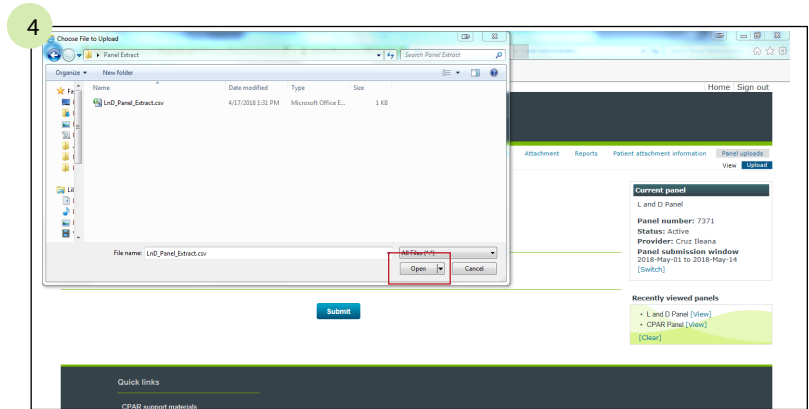 4
Choose File to Upload
Panel Extract
Search Panel Extract
Organize
New folder
Name Date modified Type Size
LnD_Panel_Extract.csv 4/17/2018 1:31 PM Microsoft Office E... 1 KB
File name: LnD_Panel_Extract.csv
All Files (*.*)
Open Cancel
Home Sign out
Attachment Reports Patient attachment information Panel uploads
View Upload
Current panel
L and D Panel
Panel number: 7371
Status: Active
Provider: Cruz Ileana
Panel submission window
2018-May-01 to 2018-May-14
[Switch]
Submit
Recently viewed panels
• L and D Panel [View]
• CPAR Panel [View]
[Clear]
Quick links
CPAR support materials